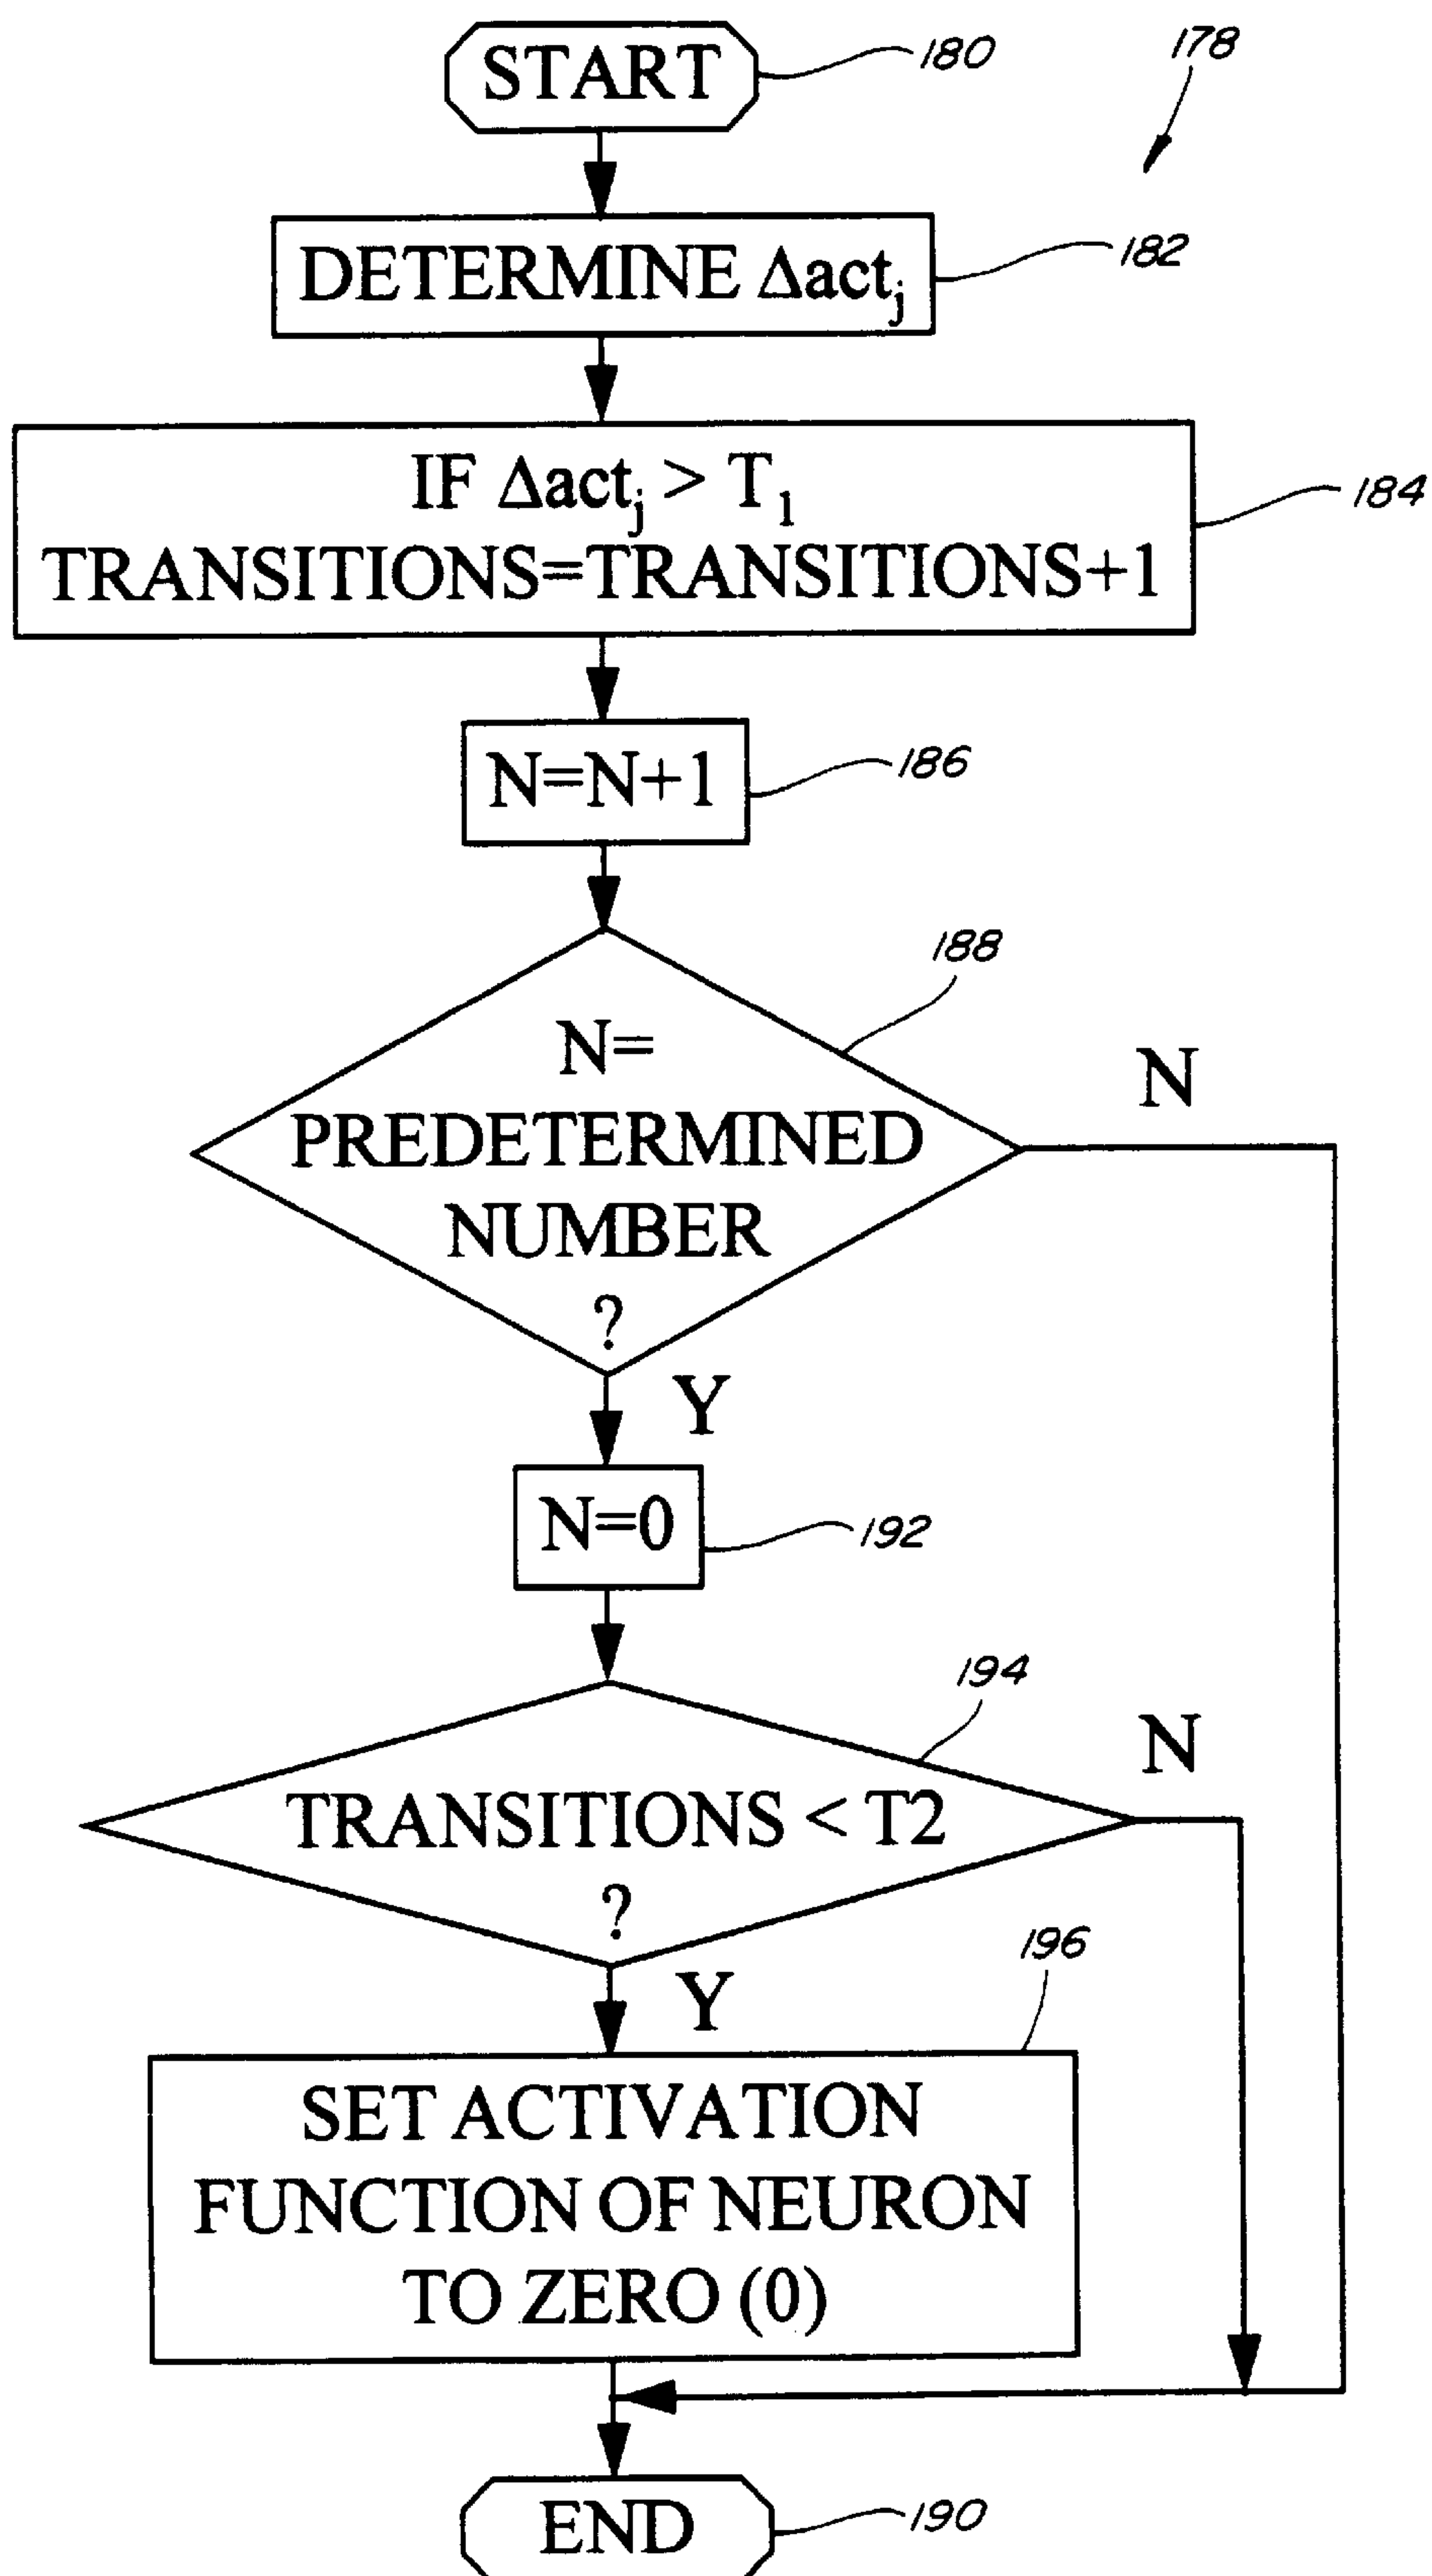 START
180
178
DETERMINE Δactj
182
IF Δactj > T1
TRANSITIONS=TRANSITIONS+1
184
N=N+1
186
188
N=
PREDETERMINED
NUMBER
?
N
Y
N=0
192
194
TRANSITIONS < T2
?
N
Y
196
SET ACTIVATION
FUNCTION OF NEURON
TO ZERO (0)
END
190